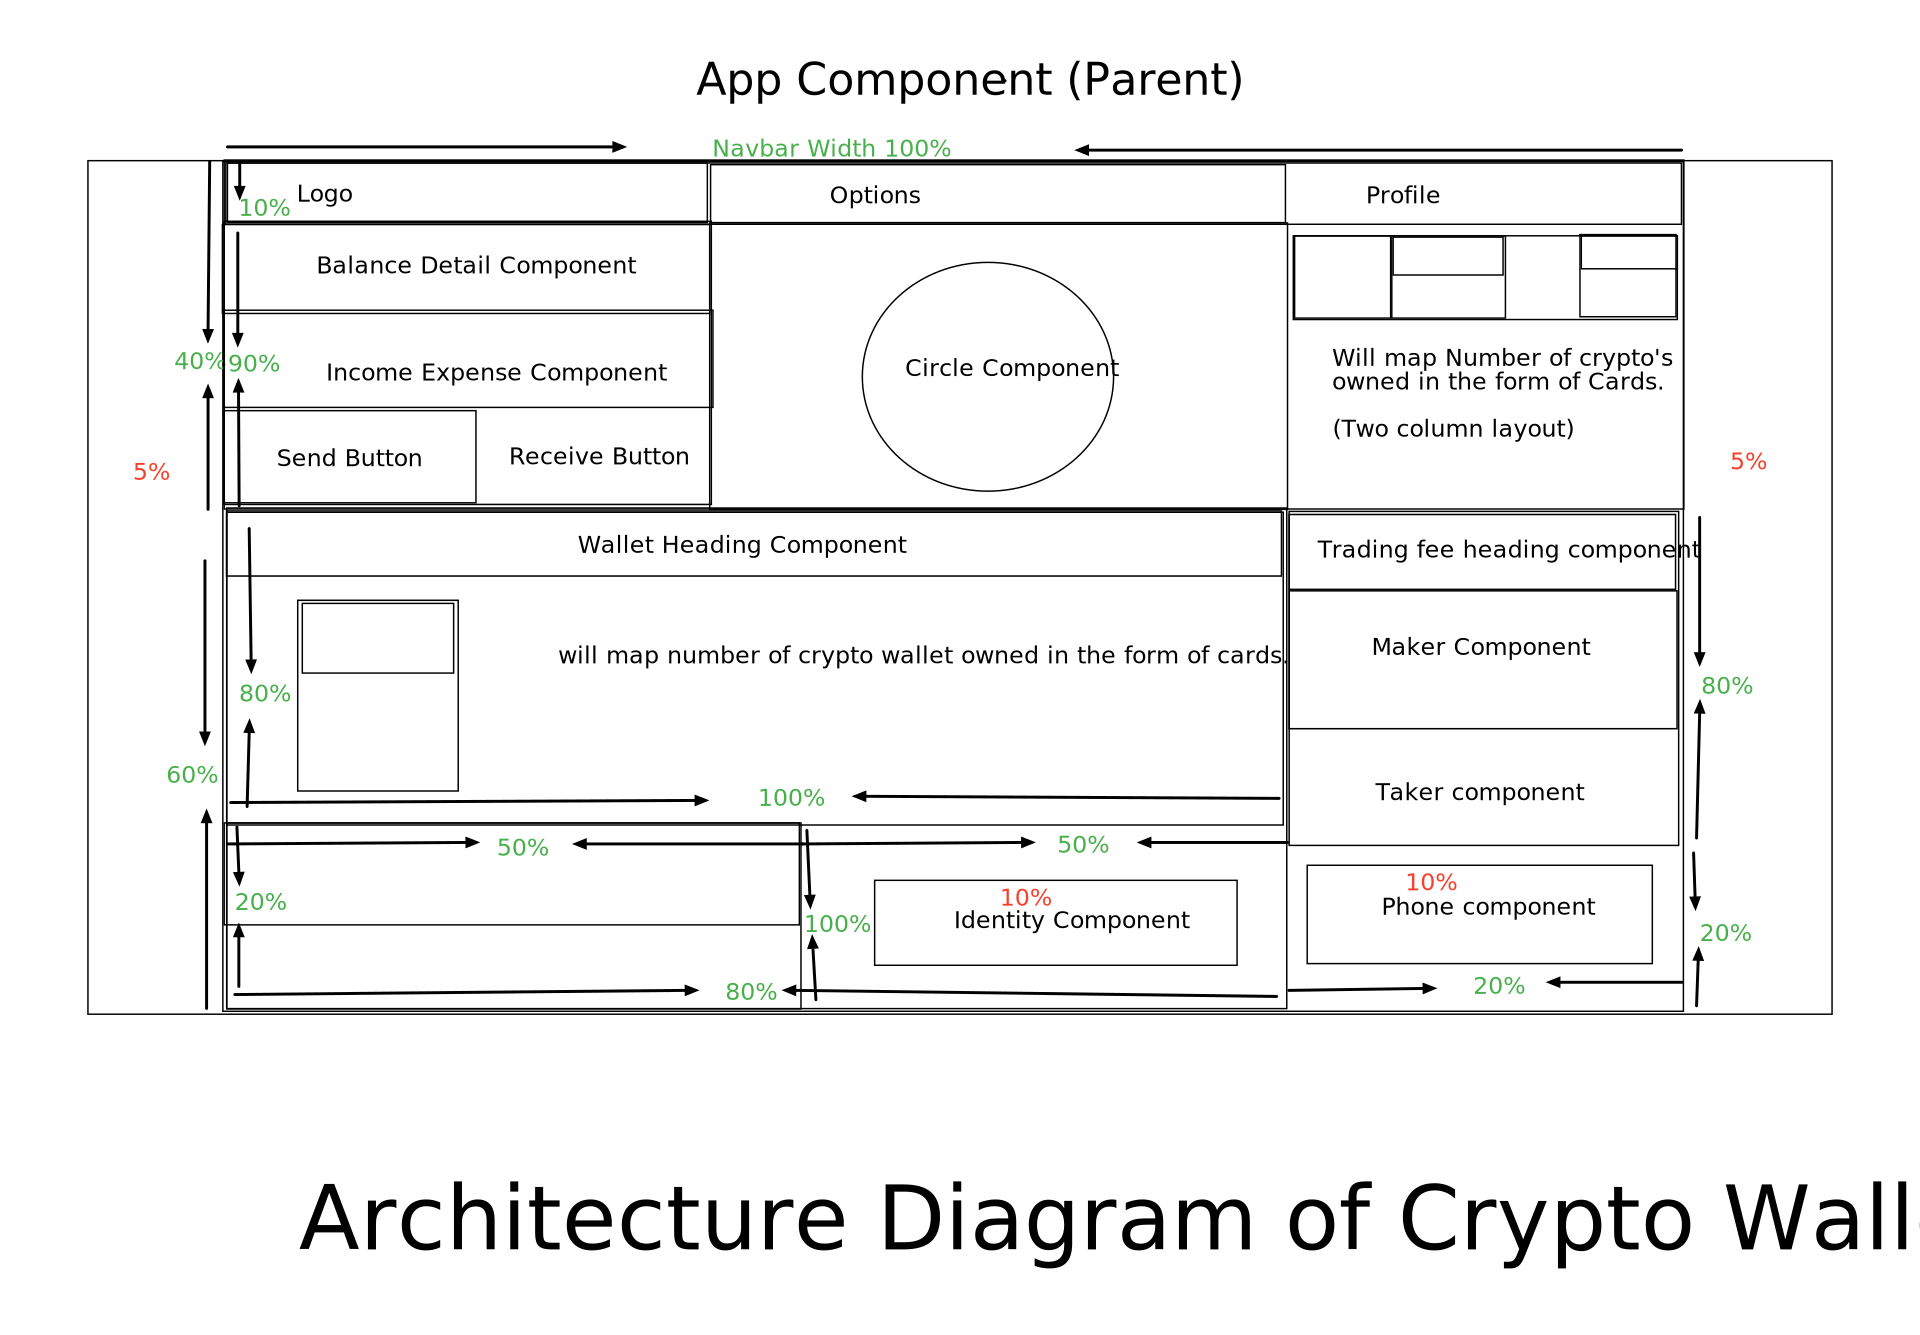 App Component (Parent)
Navbar Width 100%
Logo
Options
Profile
10%
Balance Detail Component
40%
90%
Income Expense Component
Circle Component
Will map Number of crypto's
owned in the form of Cards.
(Two column layout)
Send Button
Receive Button
5%
5%
Wallet Heading Component
Trading fee heading component
will map number of crypto wallet owned in the form of cards.
Maker Component
80%
80%
60%
100%
Taker component
50%
50%
20%
100%
10%
Identity Component
10%
Phone component
20%
80%
20%
Architecture Diagram of Crypto